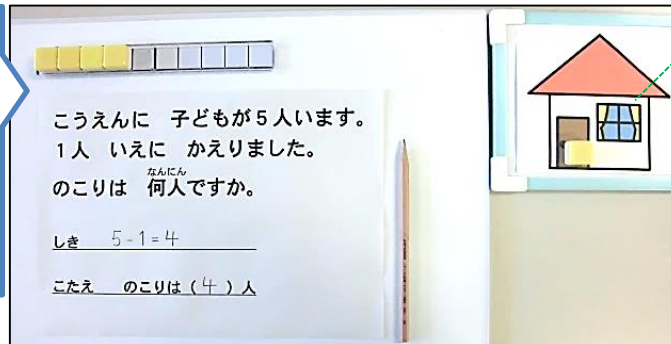 こうえんに 子どもが5人います。
1人 いえに かえりました。
のこりは 何人ですか。
なんにん
しき 5-1=4
こたえ のこりは(4)人